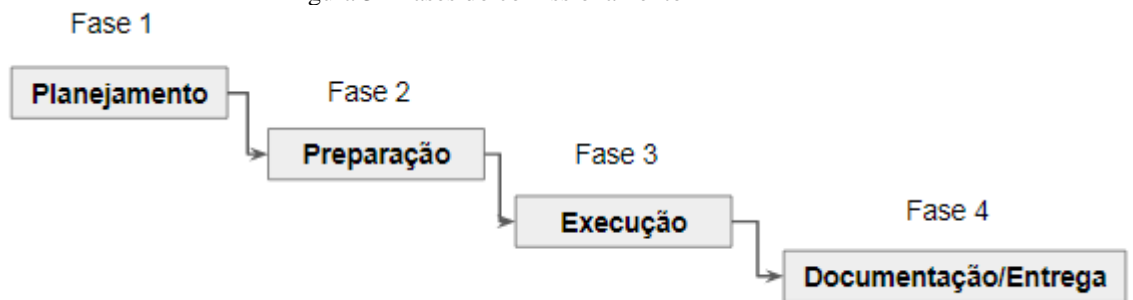 Fase 1
Planejamento
Fase 2
Preparação
Fase 3
Execução
Fase 4
Documentação/Entrega